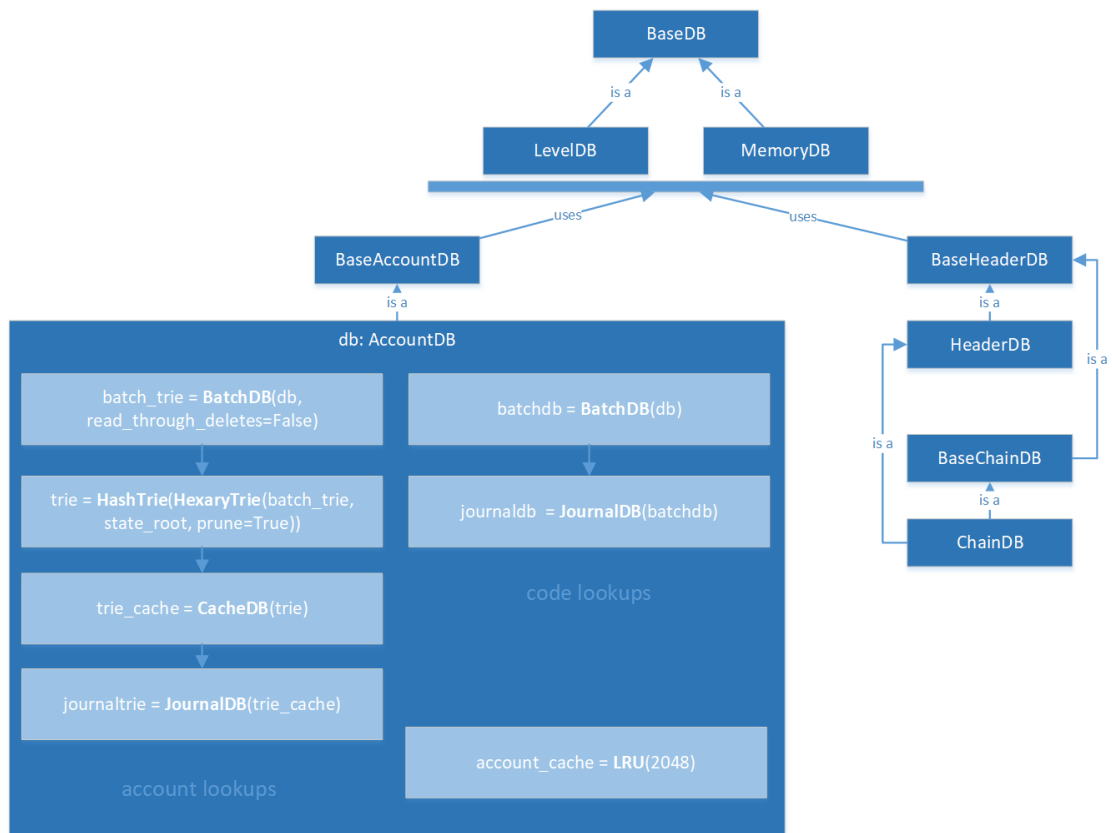 BaseDB
is a
is a
LevelDB
MemoryDB
uses
uses
BaseAccountDB
BaseHeaderDB
is a
is a
db: AccountDB
HeaderDB
is a
batch_trie = BatchDB(db,
read_through_deletes=False)
batchdb = BatchDB(db)
is a
BaseChainDB
trie = HashTrie(HexaryTrie(batch_trie,
state_root, prune=True))
journaldb  = JournalDB(batchdb)
is a
ChainDB
trie_cache = CacheDB(trie)
code lookups
journaltrie = JournalDB(trie_cache)
account_cache = LRU(2048)
account lookups